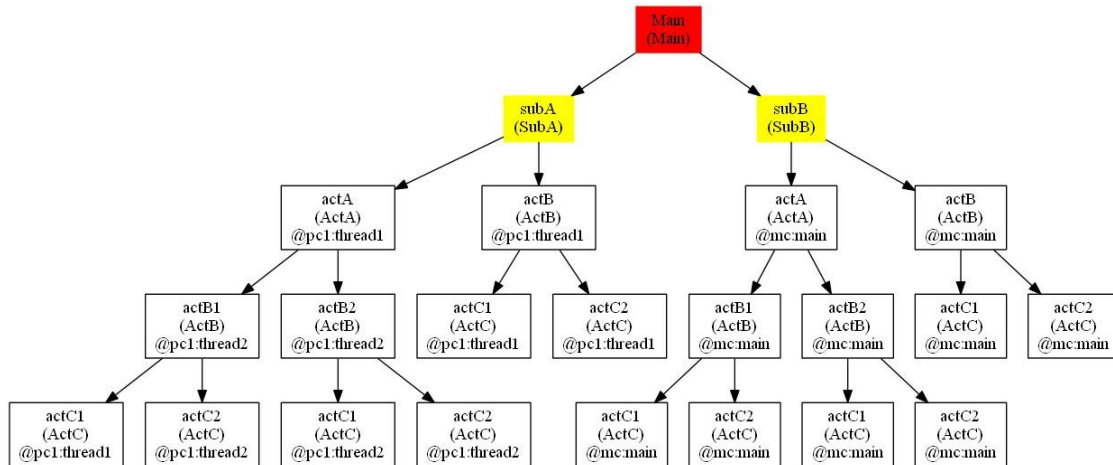 Main
(Main)
subA
(SubA)
subB
(SubB)
actA
(ActA)
@pc1:thread1
actB
(ActB)
@pc1:thread1
actA
(ActA)
@mc:main
actB
(ActB)
@mc:main
actB1
(ActB)
@pc1:thread2
actB2
(ActB)
@pc1:thread2
actC1
(ActC)
@pc1:thread1
actC2
(ActC)
@pc1:thread1
actB1
(ActB)
@mc:main
actB2
(ActB)
@mc:main
actC1
(ActC)
@mc:main
actC2
(ActC)
@mc:main
actC1
(ActC)
@pc1:thread1
actC2
(ActC)
@pc1:thread2
actC1
(ActC)
@pc1:thread2
actC2
(ActC)
@pc1:thread2
actC1
(ActC)
@mc:main
actC2
(ActC)
@mc:main
actC1
(ActC)
@mc:main
actC2
(ActC)
@mc:main